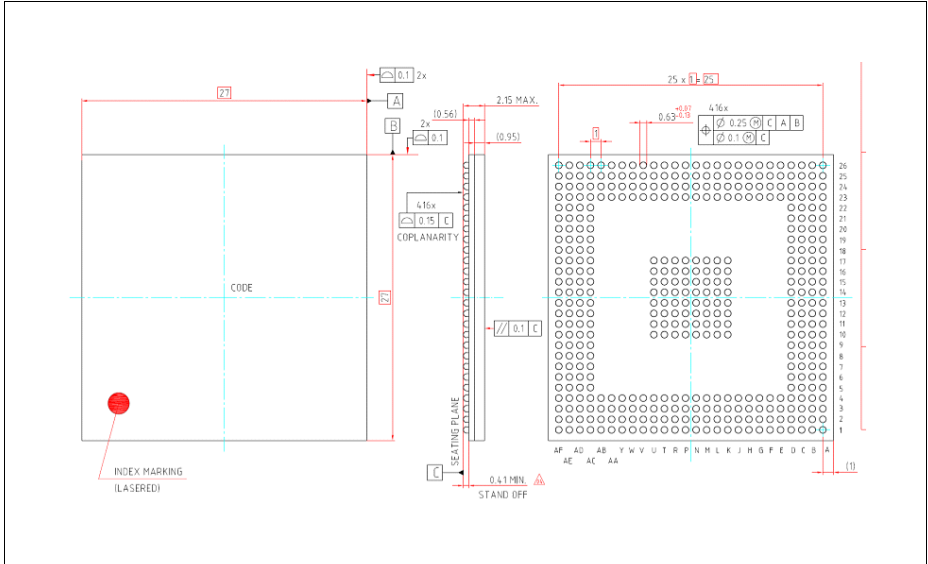 ⌓ 0.1 2x
27
A
B
2x
⌓ 0.1
CODE
27
INDEX MARKING
(LASERED)
2.15 MAX.
(0.56)
(0.95)
416x
⌓ 0.15 C
COPLANARITY
// 0.1 C
SEATING PLANE
C
0.41 MIN.
STAND OFF
25 x 1 = 25
1
0.63 +0.07 -0.13
416x
⌖ Ø 0.25 Ⓜ C A B
Ø 0.1 Ⓜ C
26
25
24
23
22
21
20
19
18
17
16
15
14
13
12
11
10
9
8
7
6
5
4
3
2
1
AF AD AB Y W V U T R P N M L K J H G F E D C B A
AE AC AA
(1)